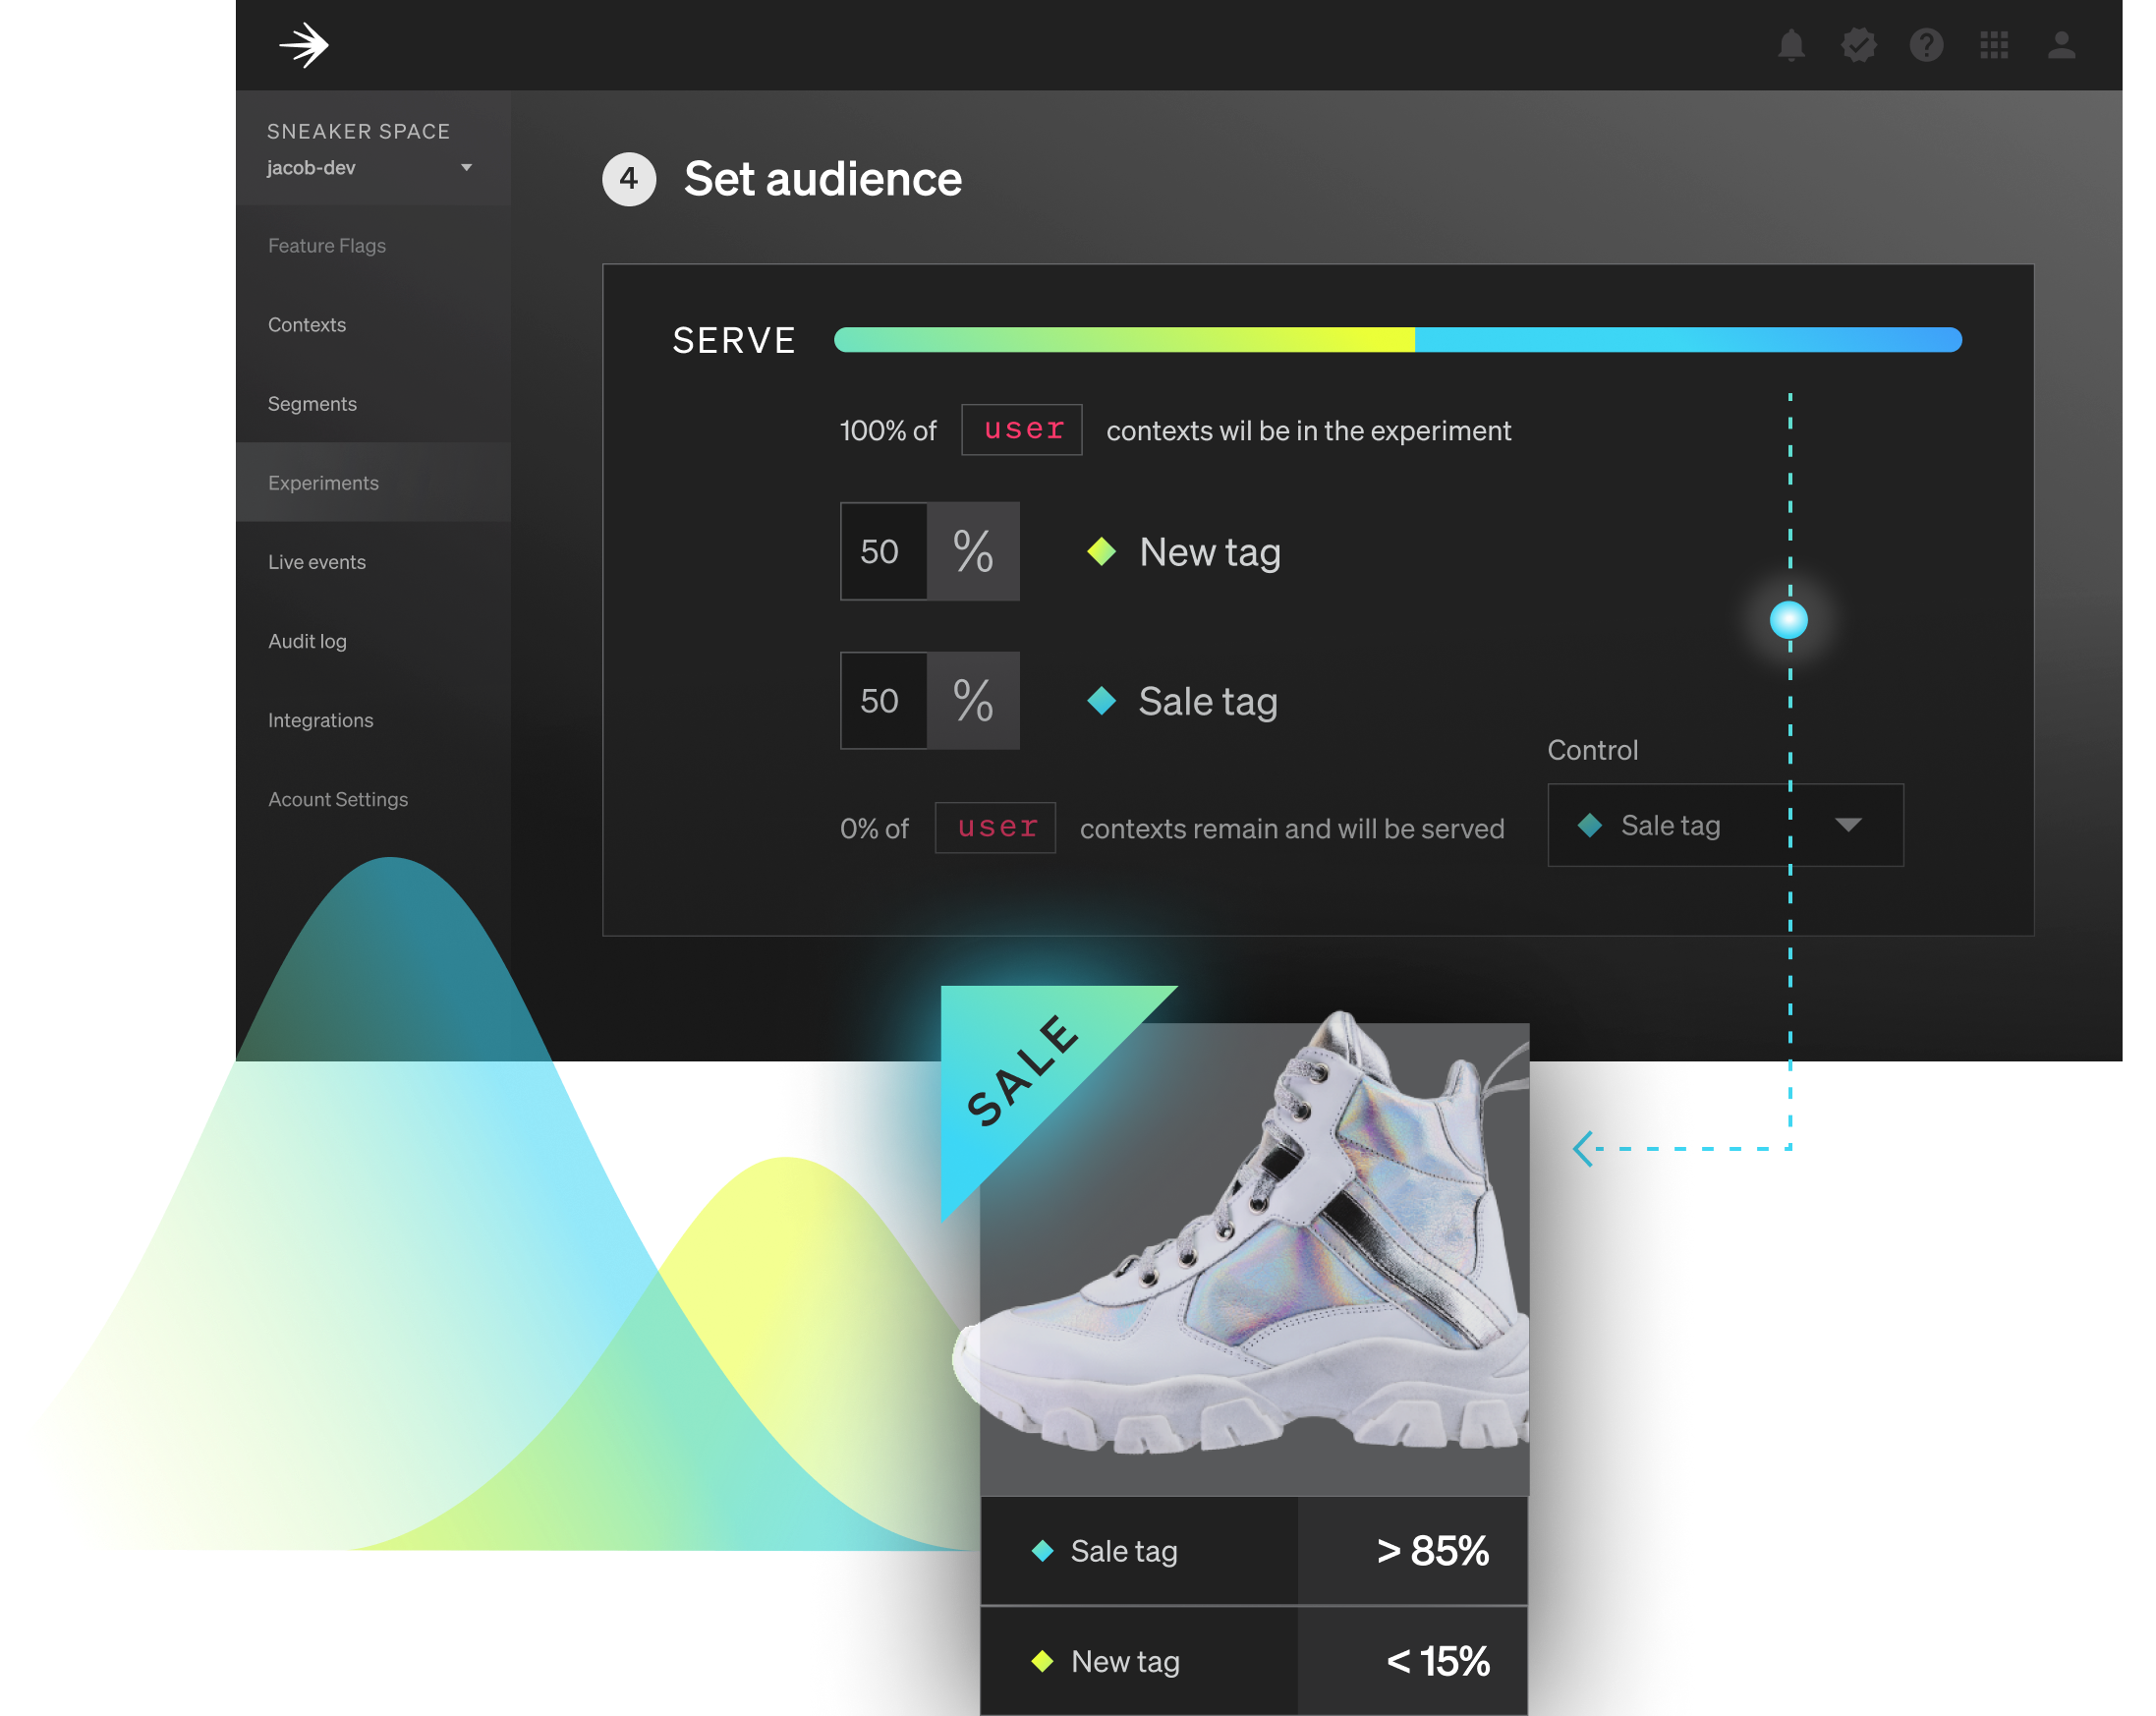 SNEAKER SPACE
jacob-dev
Feature Flags
Contexts
Segments
Experiments
Live events
Audit log
Integrations
Acount Settings
4 Set audience
SERVE
100% of user contexts wil be in the experiment
50 % New tag
50 % Sale tag
Control
0% of user contexts remain and will be served Sale tag
SALE
Sale tag > 85%
New tag < 15%